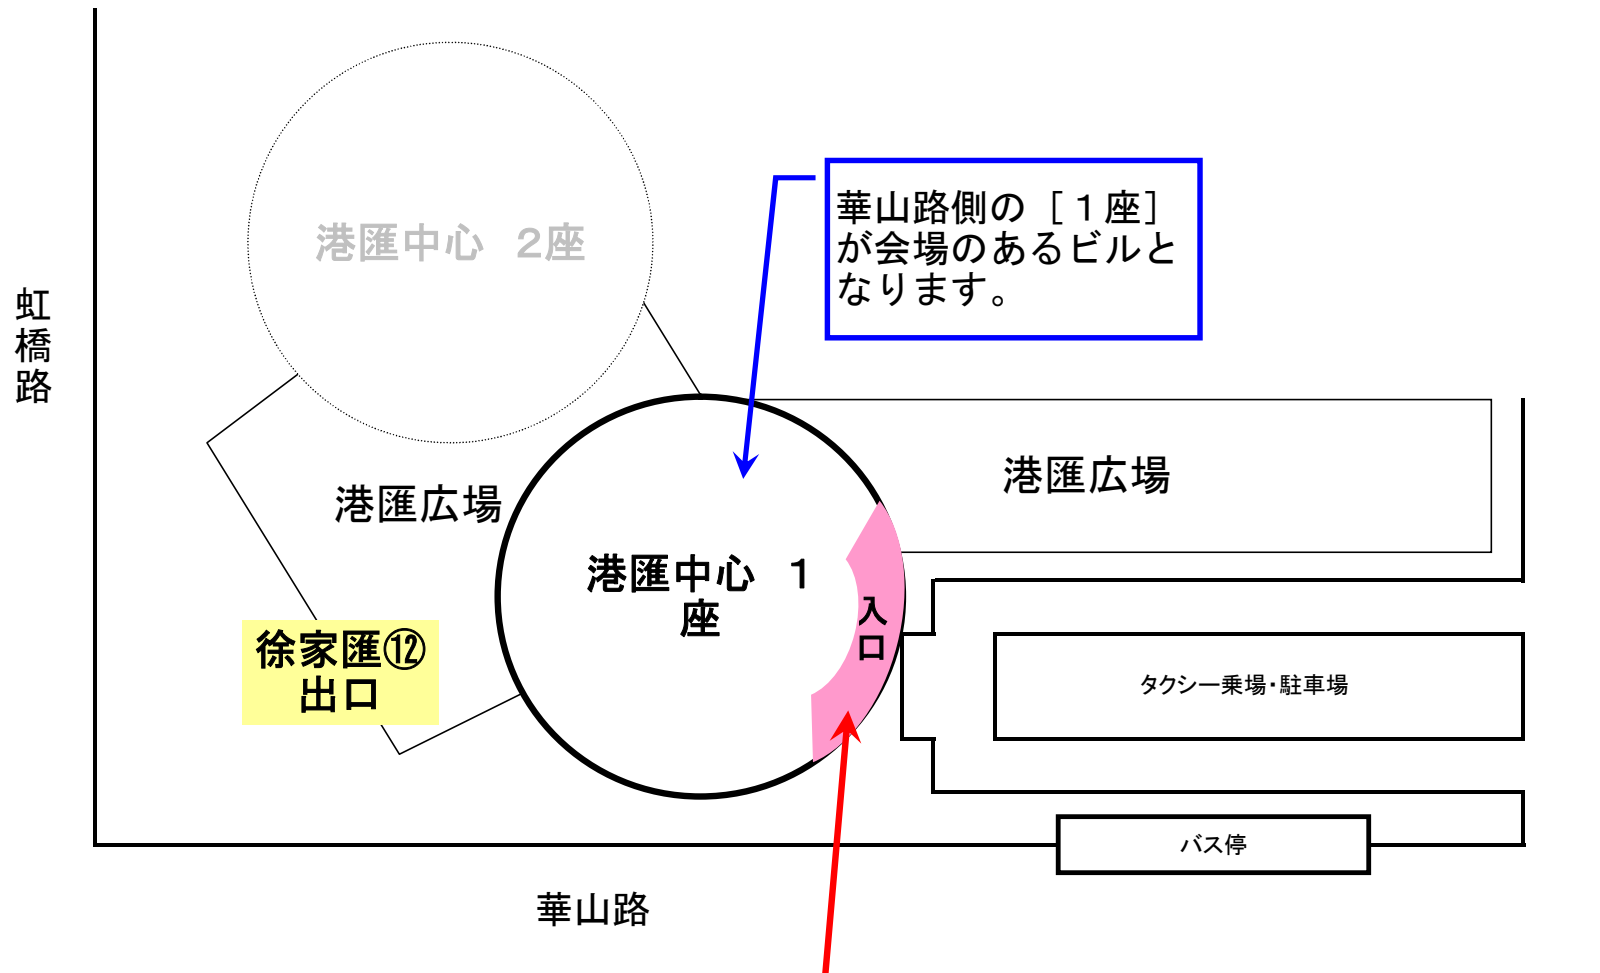 港匯中心　２座
華山路側の［１座］
が会場のあるビルと
なります。
虹橋路
港匯広場
港匯広場
港匯中心　１
座
入口
徐家匯⑫
出口
タクシー乗場・駐車場
バス停
華山路